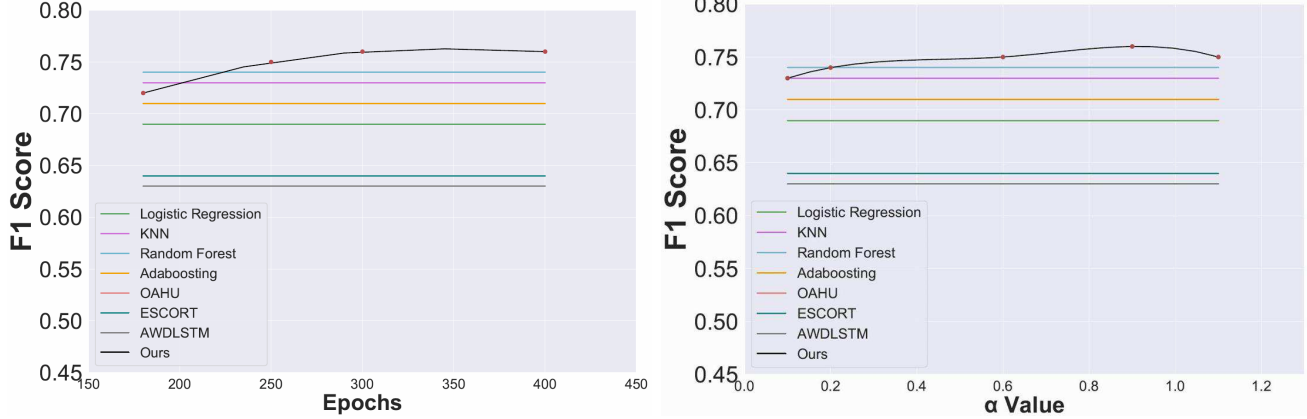 0.80
0.75
0.70
0.65
0.60
0.55
0.50
0.45
F1 Score
Logistic Regression
KNN
Random Forest
Adaboosting
OAHU
ESCORT
AWDLSTM
Ours
150 200 250 300 350 400 450
Epochs
0.80
0.75
0.70
0.65
0.60
0.55
0.50
0.45
F1 Score
Logistic Regression
KNN
Random Forest
Adaboosting
OAHU
ESCORT
AWDLSTM
Ours
0.0 0.2 0.4 0.6 0.8 1.0 1.2
α Value